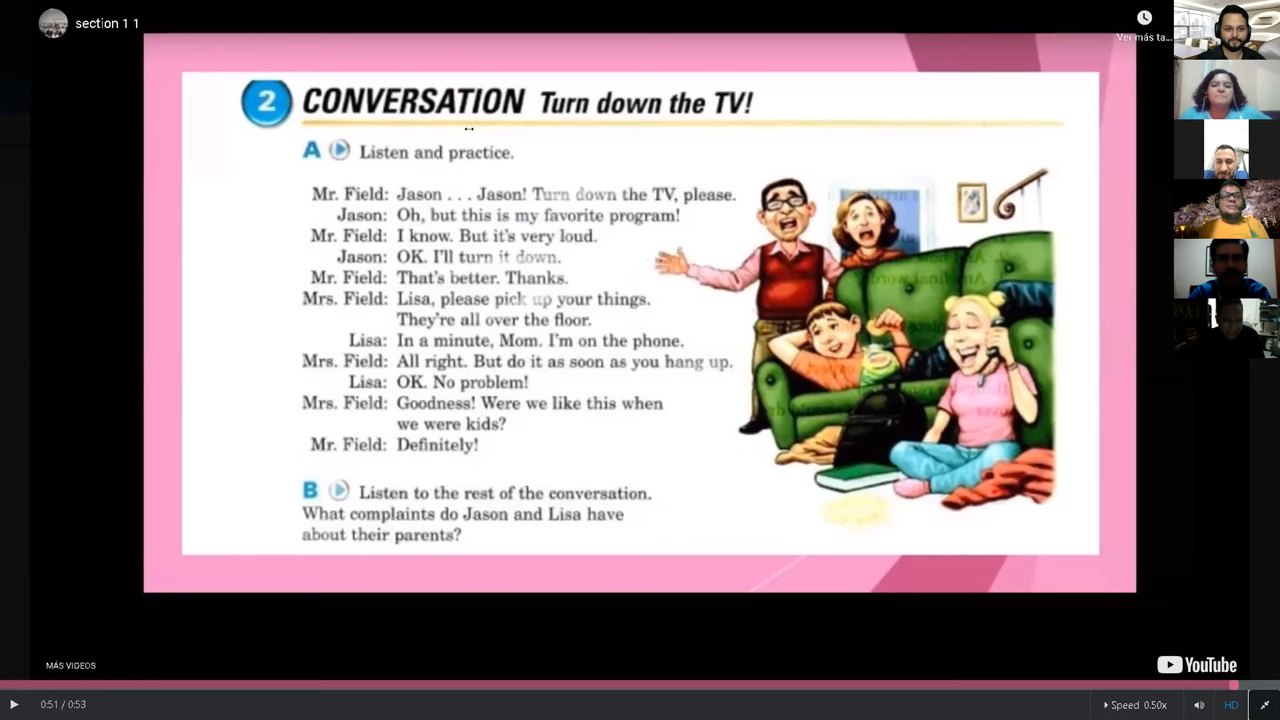 section 1 1
Ver más ta...
2 CONVERSATION Turn down the TV!
A Listen and practice.
Mr. Field: Jason . . . Jason! Turn down the TV, please.
Jason: Oh, but this is my favorite program!
Mr. Field: I know. But it's very loud.
Jason: OK. I'll turn it down.
Mr. Field: That's better. Thanks.
Mrs. Field: Lisa, please pick up your things.
They're all over the floor.
Lisa: In a minute, Mom. I'm on the phone.
Mrs. Field: All right. But do it as soon as you hang up.
Lisa: OK. No problem!
Mrs. Field: Goodness! Were we like this when
we were kids?
Mr. Field: Definitely!
B Listen to the rest of the conversation.
What complaints do Jason and Lisa have
about their parents?
MÁS VIDEOS
YouTube
0:51 / 0:53
Speed 0.50x
HD